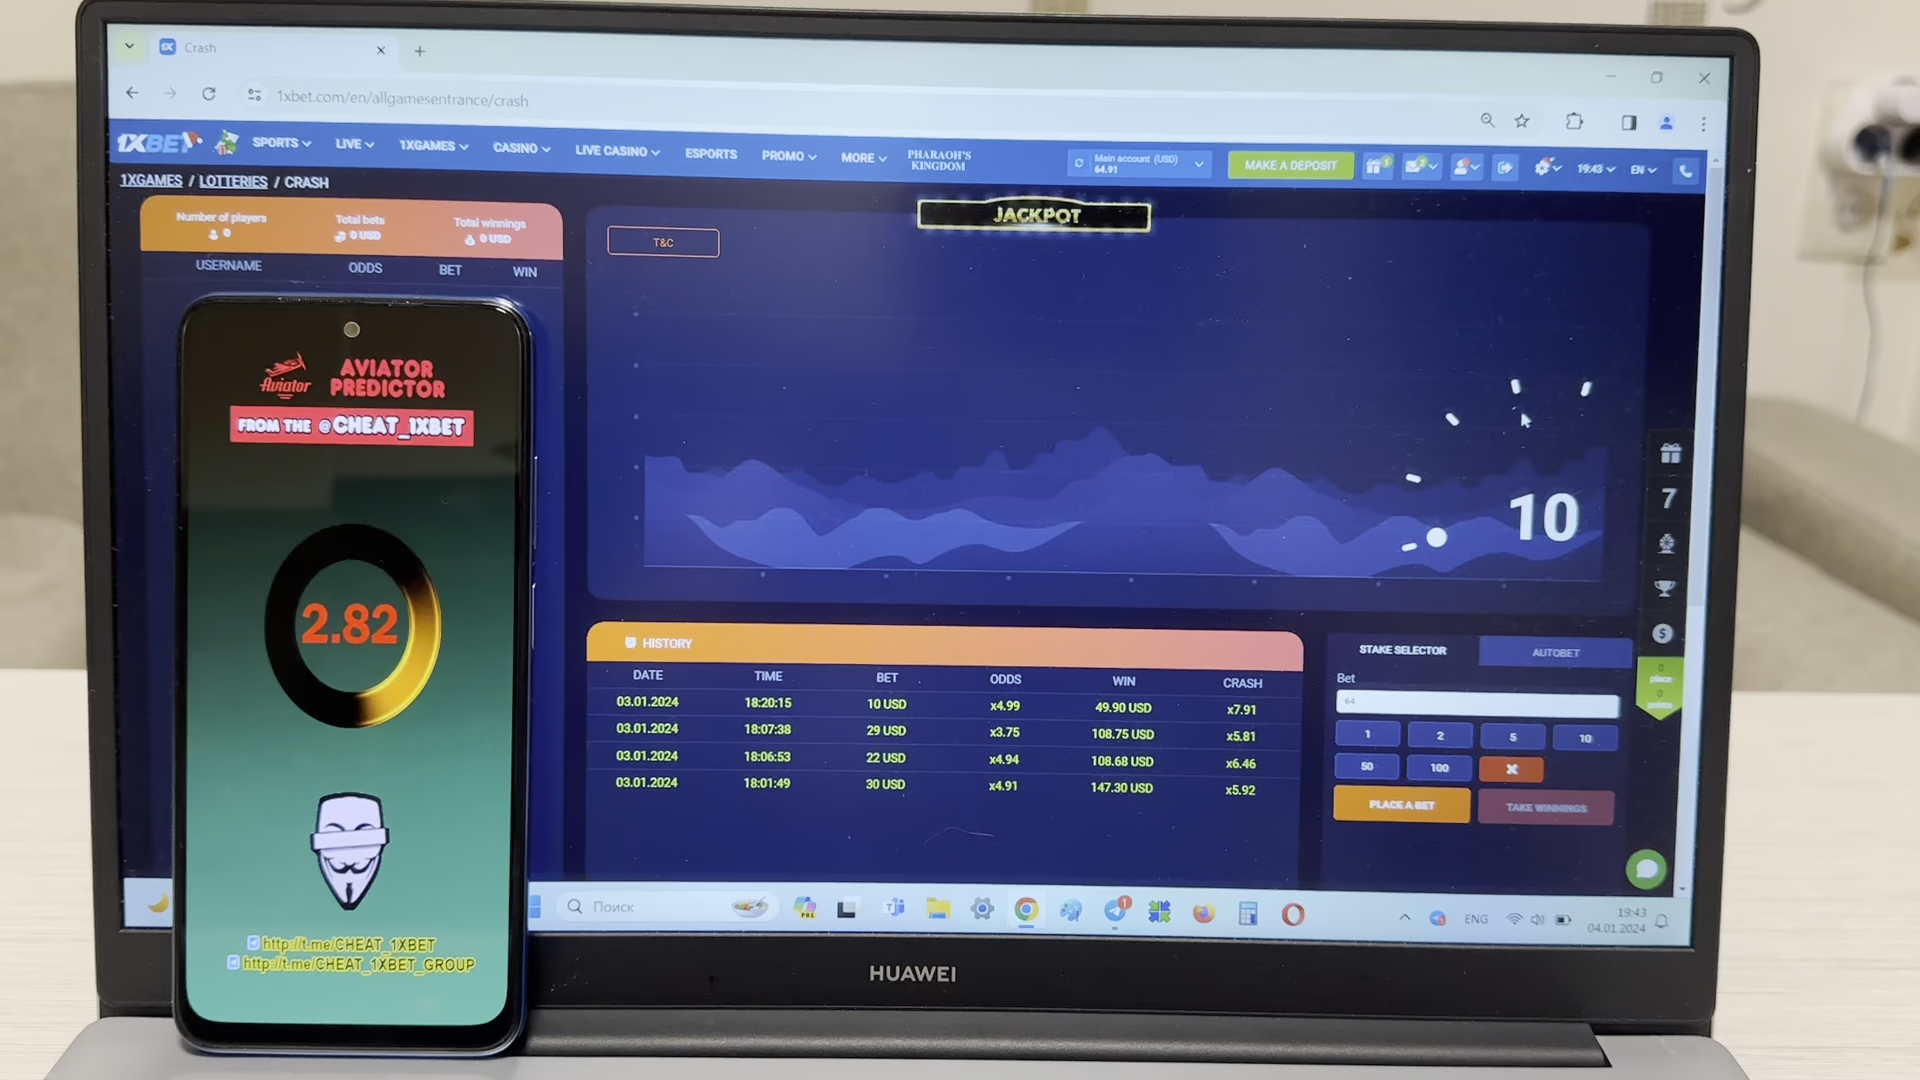 Crash
1xbet.com/en/allgamesentrance/crash
1XBET
SPORTS
LIVE
1XGAMES
CASINO
LIVE CASINO
ESPORTS
PROMO
MORE
PHARAOH'S
KINGDOM
Main account (USD)
64.91
MAKE A DEPOSIT
19:43
EN
1XGAMES / LOTTERIES / CRASH
Number of players
0
Total bets
0 USD
Total winnings
0 USD
USERNAME ODDS BET WIN
JACKPOT
T&C
10
7
HISTORY
DATE TIME BET ODDS WIN CRASH
03.01.2024 18:20:15 10 USD x4.99 49.90 USD x7.91
03.01.2024 18:07:38 29 USD x3.75 108.75 USD x5.81
03.01.2024 18:06:53 22 USD x4.94 108.68 USD x6.46
03.01.2024 18:01:49 30 USD x4.91 147.30 USD x5.92
STAKE SELECTOR
AUTOBET
Bet
64
1 2 5 10
50 100
PLACE A BET
TAKE WINNINGS
0
place
0
points
Aviator
AVIATOR
PREDICTOR
FROM THE @CHEAT_1XBET
2.82
http://t.me/CHEAT_1XBET
http://t.me/CHEAT_1XBET_GROUP
Поиск
PRE
1
ENG
19:43
04.01.2024
HUAWEI